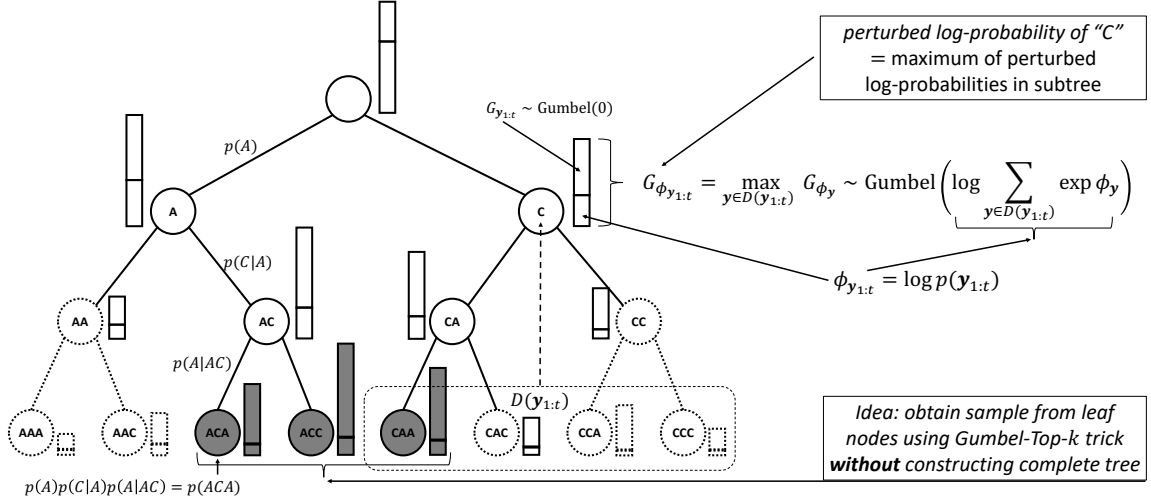 perturbed log-probability of “C”
= maximum of perturbed
log-probabilities in subtree
G_{y_{1:t}} ~ Gumbel(0)
p(A)
G_{ϕ_{y_{1:t}}} = max_{y∈D(y_{1:t})} G_{ϕ_y} ~ Gumbel(log ∑_{y∈D(y_{1:t})} exp ϕ_y)
A
C
p(C|A)
ϕ_{y_{1:t}} = log p(y_{1:t})
AA
AC
CA
CC
p(A|AC)
D(y_{1:t})
AAA
AAC
ACA
ACC
CAA
CAC
CCA
CCC
Idea: obtain sample from leaf
nodes using Gumbel-Top-k trick
without constructing complete tree
p(A)p(C|A)p(A|AC) = p(ACA)